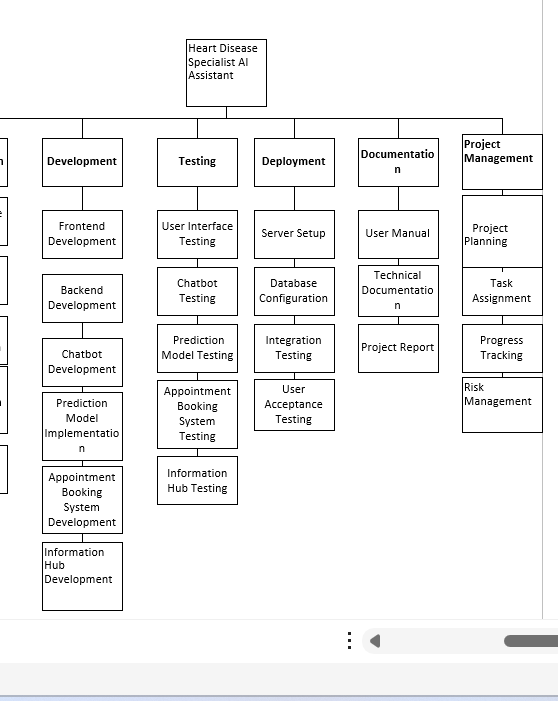 Heart Disease
Specialist AI
Assistant
Development
Testing
Deployment
Documentatio
n
Project
Management
Frontend
Development
Backend
Development
Chatbot
Development
Prediction
Model
Implementatio
n
Appointment
Booking
System
Development
Information
Hub
Development
User Interface
Testing
Chatbot
Testing
Prediction
Model Testing
Appointment
Booking
System
Testing
Information
Hub Testing
Server Setup
Database
Configuration
Integration
Testing
User
Acceptance
Testing
User Manual
Technical
Documentatio
n
Project Report
Project
Planning
Task
Assignment
Progress
Tracking
Risk
Management